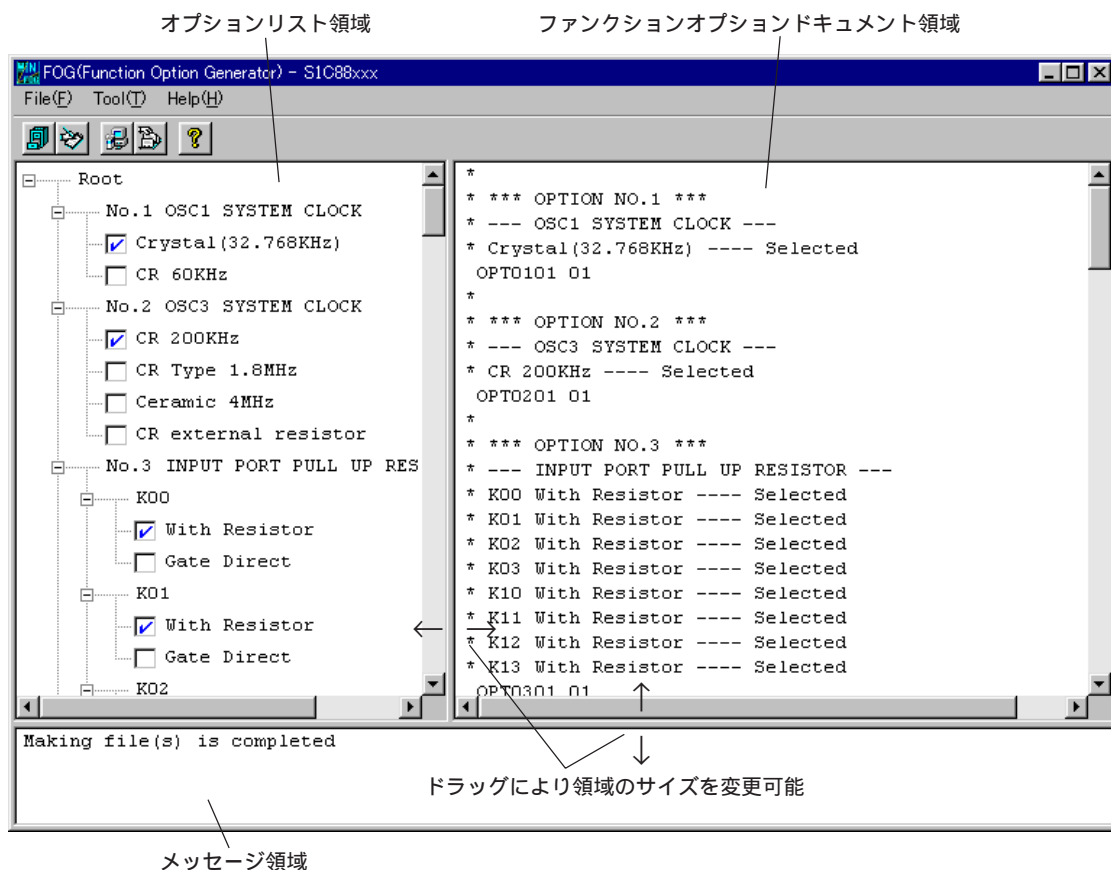 オプションリスト領域
ファンクションオプションドキュメント領域
FOG(Function Option Generator) - S1C88xxx
File(F) Tool(T) Help(H)
Root
No.1 OSC1 SYSTEM CLOCK
Crystal(32.768KHz)
CR 60KHz
No.2 OSC3 SYSTEM CLOCK
CR 200KHz
CR Type 1.8MHz
Ceramic 4MHz
CR external resistor
No.3 INPUT PORT PULL UP RES
K00
With Resistor
Gate Direct
K01
With Resistor
Gate Direct
K02
*
* *** OPTION NO.1 ***
* --- OSC1 SYSTEM CLOCK ---
* Crystal(32.768KHz) ---- Selected
OPT0101 01
*
* *** OPTION NO.2 ***
* --- OSC3 SYSTEM CLOCK ---
* CR 200KHz ---- Selected
OPT0201 01
*
* *** OPTION NO.3 ***
* --- INPUT PORT PULL UP RESISTOR ---
* K00 With Resistor ---- Selected
* K01 With Resistor ---- Selected
* K02 With Resistor ---- Selected
* K03 With Resistor ---- Selected
* K10 With Resistor ---- Selected
* K11 With Resistor ---- Selected
* K12 With Resistor ---- Selected
* K13 With Resistor ---- Selected
OPT0301 01
Making file(s) is completed
ドラッグにより領域のサイズを変更可能
メッセージ領域